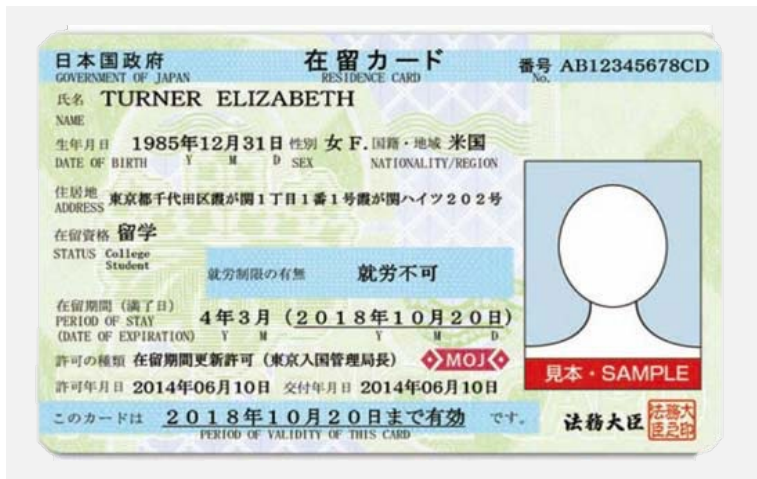 日本国政府 在留カード 番号 AB12345678CD
GOVERNMENT OF JAPAN RESIDENCE CARD No.
氏名 TURNER ELIZABETH
NAME
生年月日 1985年12月31日 性別 女 F. 国籍・地域 米国
DATE OF BIRTH Y M D SEX NATIONALITY/REGION
住居地 東京都千代田区霞が関1丁目1番1号霞が関ハイツ202号
ADDRESS
在留資格 留学
STATUS College
Student
就労制限の有無 就労不可
在留期間(満了日)
PERIOD OF STAY 4年3月(2018年10月20日)
(DATE OF EXPIRATION) Y M Y M D
許可の種類 在留期間更新許可(東京入国管理局長) MOJ
見本・SAMPLE
許可年月日 2014年06月10日 交付年月日 2014年06月10日
このカードは 2018年10月20日まで有効 です。
PERIOD OF VALIDITY OF THIS CARD
法務大臣 法務大臣之印